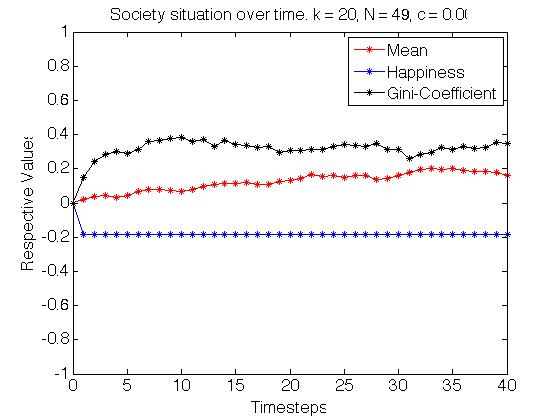 Society situation over time. k = 20, N = 49, c = 0.00
Mean
Happiness
Gini-Coefficient
1
0.8
0.6
0.4
0.2
0
-0.2
-0.4
-0.6
-0.8
-1
Respective Values
0 5 10 15 20 25 30 35 40
Timesteps